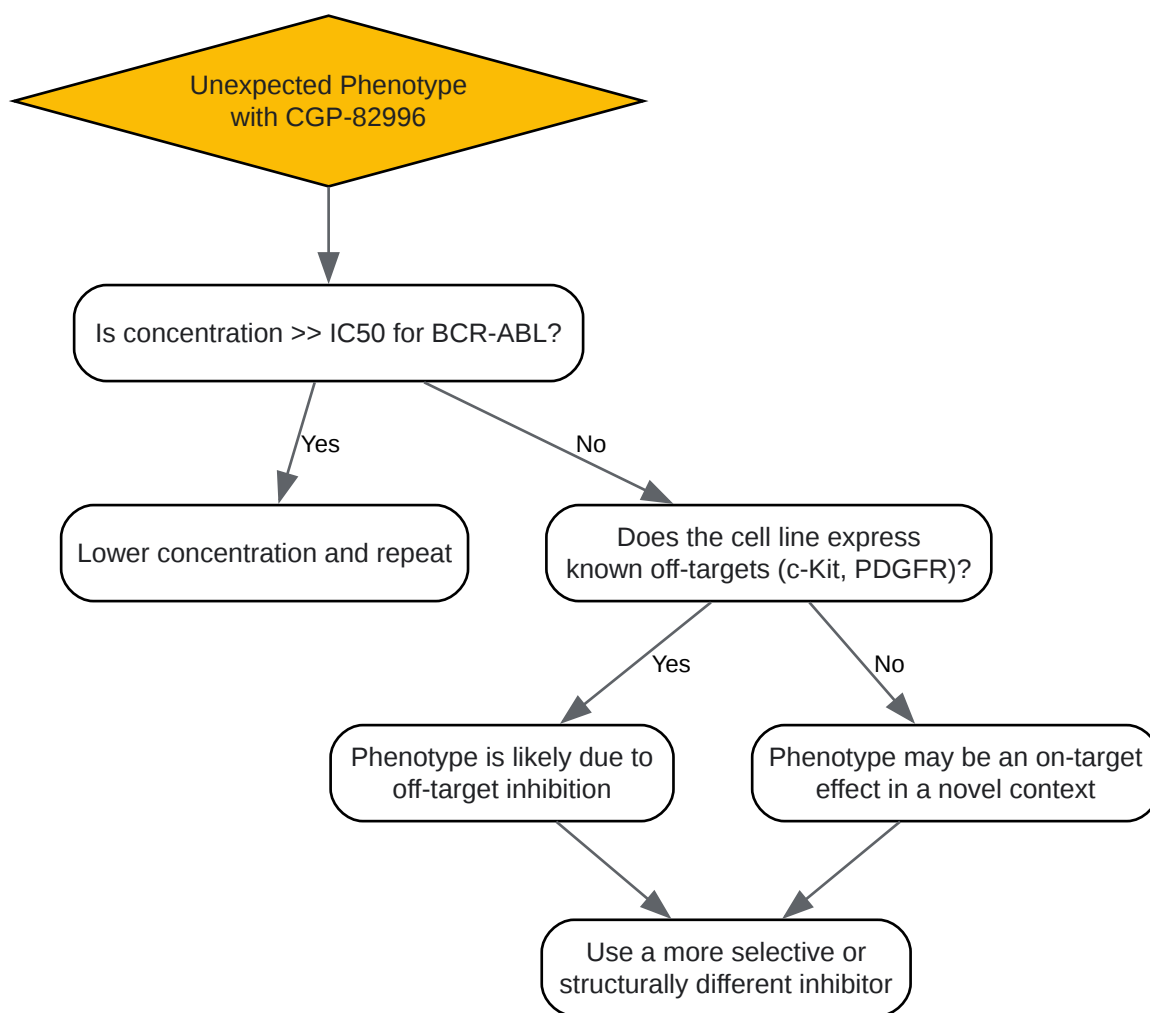 Unexpected Phenotype
with CGP-82996
Is concentration >> IC50 for BCR-ABL?
Yes
No
Lower concentration and repeat
Does the cell line express
known off-targets (c-Kit, PDGFR)?
Yes
No
Phenotype is likely due to
off-target inhibition
Phenotype may be an on-target
effect in a novel context
Use a more selective or
structurally different inhibitor